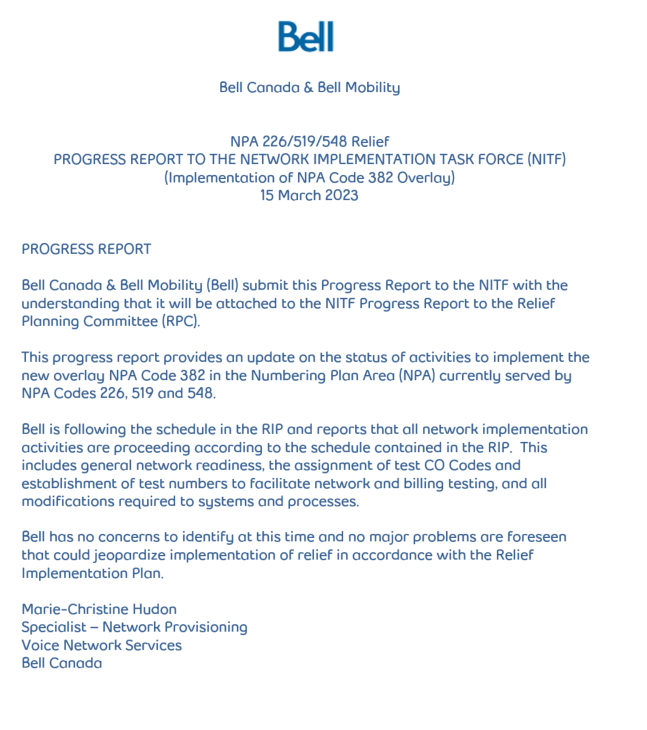 Bell
Bell Canada & Bell Mobility
NPA 226/519/548 Relief
PROGRESS REPORT TO THE NETWORK IMPLEMENTATION TASK FORCE (NITF)
(Implementation of NPA Code 382 Overlay)
15 March 2023
PROGRESS REPORT
Bell Canada & Bell Mobility (Bell) submit this Progress Report to the NITF with the
understanding that it will be attached to the NITF Progress Report to the Relief
Planning Committee (RPC).
This progress report provides an update on the status of activities to implement the
new overlay NPA Code 382 in the Numbering Plan Area (NPA) currently served by
NPA Codes 226, 519 and 548.
Bell is following the schedule in the RIP and reports that all network implementation
activities are proceeding according to the schedule contained in the RIP.  This
includes general network readiness, the assignment of test CO Codes and
establishment of test numbers to facilitate network and billing testing, and all
modifications required to systems and processes.
Bell has no concerns to identify at this time and no major problems are foreseen
that could jeopardize implementation of relief in accordance with the Relief
Implementation Plan.
Marie-Christine Hudon
Specialist – Network Provisioning
Voice Network Services
Bell Canada